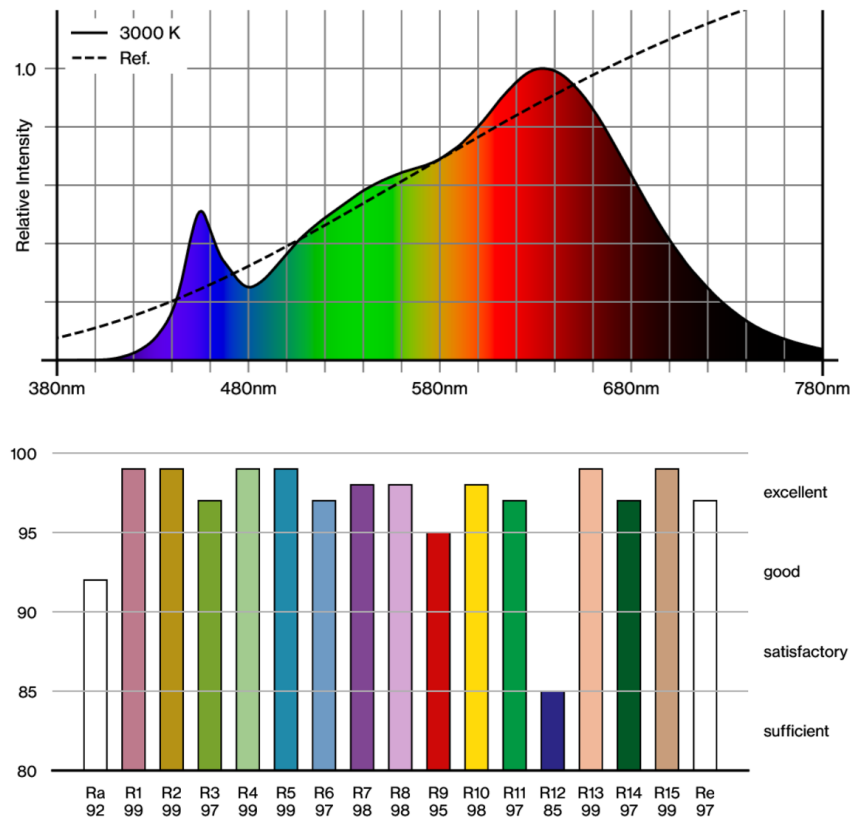 3000 K
Ref.
1.0
Relative Intensity
380nm 480nm 580nm 680nm 780nm
100
excellent
95
good
90
satisfactory
85
sufficient
80
Ra R1 R2 R3 R4 R5 R6 R7 R8 R9 R10 R11 R12 R13 R14 R15 Re
92 99 99 97 99 99 97 98 98 95 98 97 85 99 97 99 97